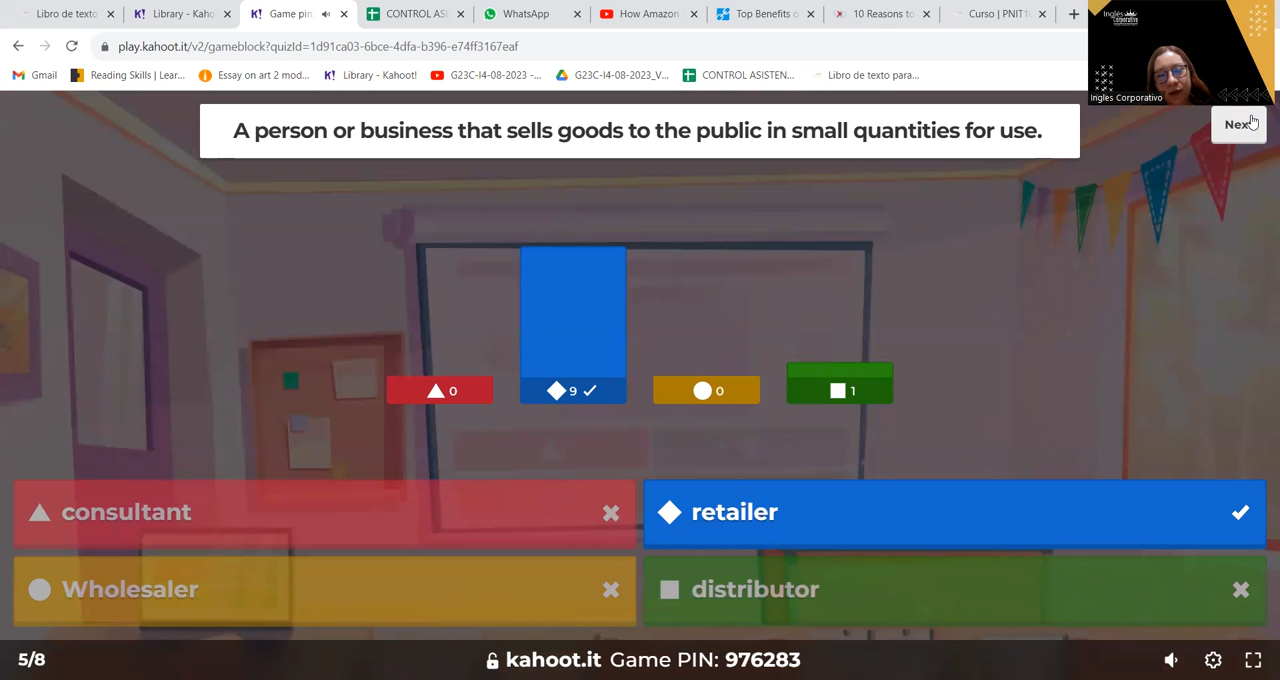 Libro de texto
Library - Kaho
Game pin:
CONTROL AS
WhatsApp
How Amazon
Top Benefits o
10 Reasons to
Curso | PNIT1
play.kahoot.it/v2/gameblock?quizId=1d91ca03-6bce-4dfa-b396-e74ff3167eaf
Gmail
Reading Skills | Lear...
Essay on art 2 mod...
Library - Kahoot!
G23C-I4-08-2023 -...
G23C-I4-08-2023_V...
CONTROL ASISTEN...
Libro de texto para...
Inglés
Corporativo
Ingles Corporativo
A person or business that sells goods to the public in small quantities for use.
Next
0
9
0
1
consultant
retailer
Wholesaler
distributor
5/8
kahoot.it Game PIN: 976283